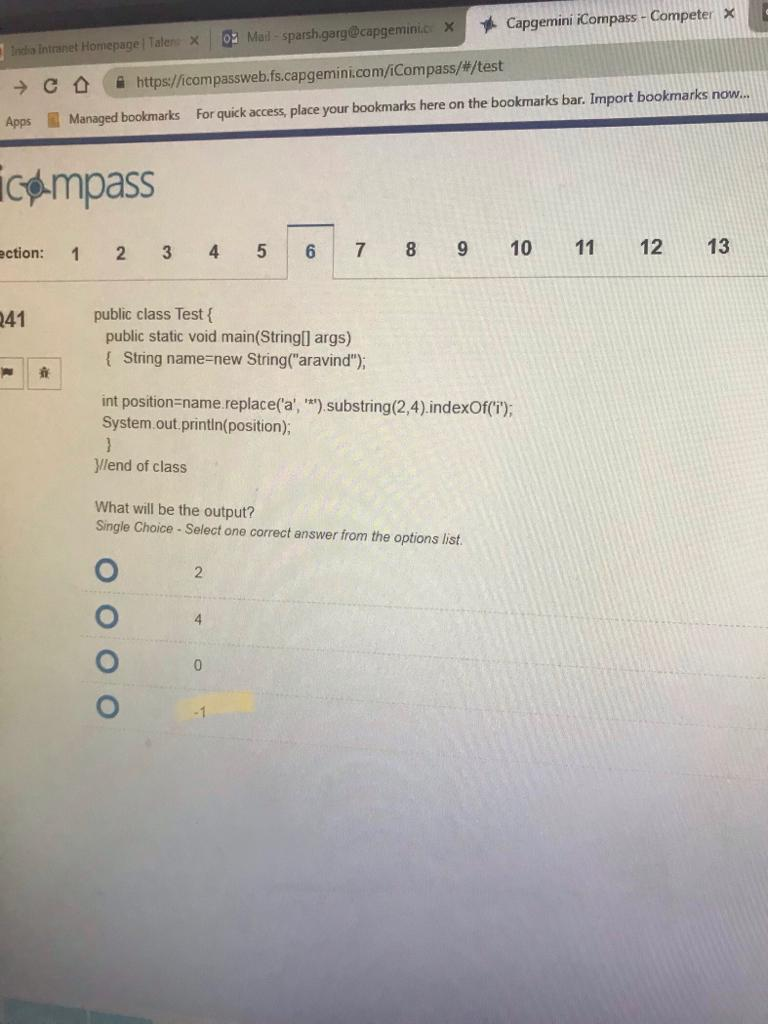 India Intranet Homepage | Talen
Mail - sparsh.garg@capgemini.c
Capgemini iCompass - Competer
https://icompassweb.fs.capgemini.com/iCompass/#/test
Apps Managed bookmarks For quick access, place your bookmarks here on the bookmarks bar. Import bookmarks now...
icompass
ection: 1 2 3 4 5 6 7 8 9 10 11 12 13
Q41
public class Test {
public static void main(String[] args)
{ String name=new String("aravind");
int position=name.replace('a', '*').substring(2,4).indexOf('i');
System.out.println(position);
}
}//end of class
What will be the output?
Single Choice - Select one correct answer from the options list.
2
4
0
-1